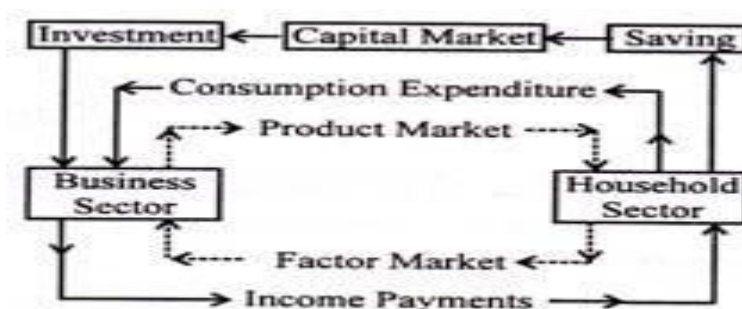 Investment
Capital Market
Saving
Consumption Expenditure
Product Market
Business
Sector
Household
Sector
Factor Market
Income Payments